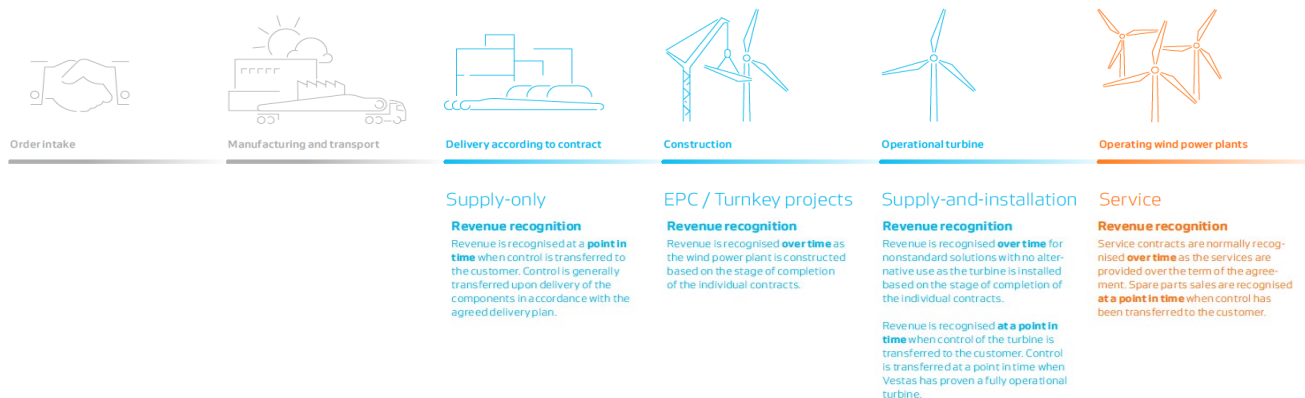 Order intake
Manufacturing and transport
Delivery according to contract
Construction
Operational turbine
Operating wind power plants
Supply-only
Revenue recognition
Revenue is recognised at a point in
time when control is transferred to
the customer. Control is generally
transferred upon delivery of the
components in accordance with the
agreed delivery plan.
EPC / Turnkey projects
Revenue recognition
Revenue is recognised over time as
the wind power plant is constructed
based on the stage of completion
of the individual contracts.
Supply-and-installation
Revenue recognition
Revenue is recognised over time for
nonstandard solutions with no alter-
native use as the turbine is installed
based on the stage of completion of
the individual contracts.
Revenue is recognised at a point in
time when control of the turbine is
transferred to the customer. Control
is transferred at a point in time when
Vestas has proven a fully operational
turbine.
Service
Revenue recognition
Service contracts are normally recog-
nised over time as the services are
provided over the term of the agree-
ment. Spare parts sales are recognised
at a point in time when control has
been transferred to the customer.